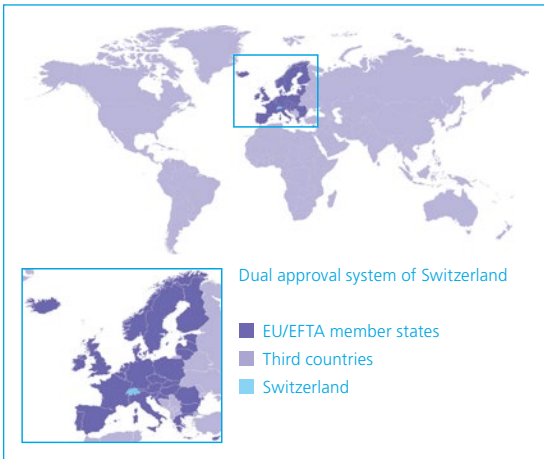 Dual approval system of Switzerland
EU/EFTA member states
Third countries
Switzerland